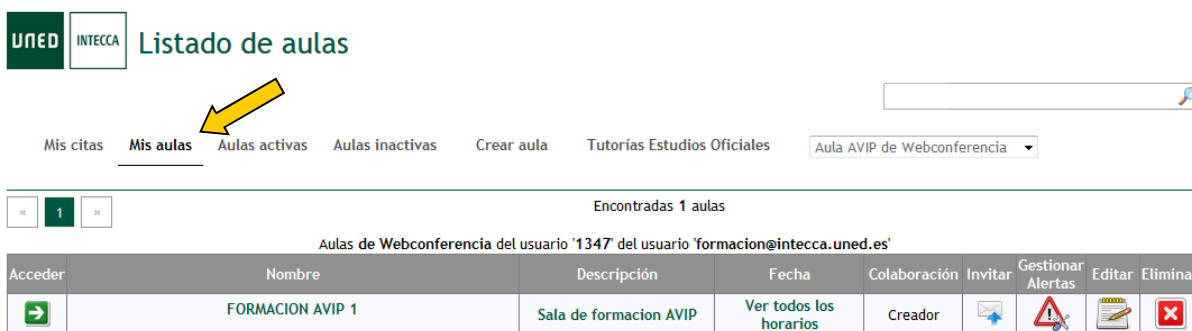 UNED INTECCA Listado de aulas
Mis citas Mis aulas Aulas activas Aulas inactivas Crear aula Tutorías Estudios Oficiales Aula AVIP de Webconferencia
« 1 » Encontradas 1 aulas
Aulas de Webconferencia del usuario '1347' del usuario 'formacion@intecca.uned.es'
Acceder Nombre Descripción Fecha Colaboración Invitar Gestionar Alertas Editar Elimina
FORMACION AVIP 1 Sala de formacion AVIP Ver todos los horarios Creador